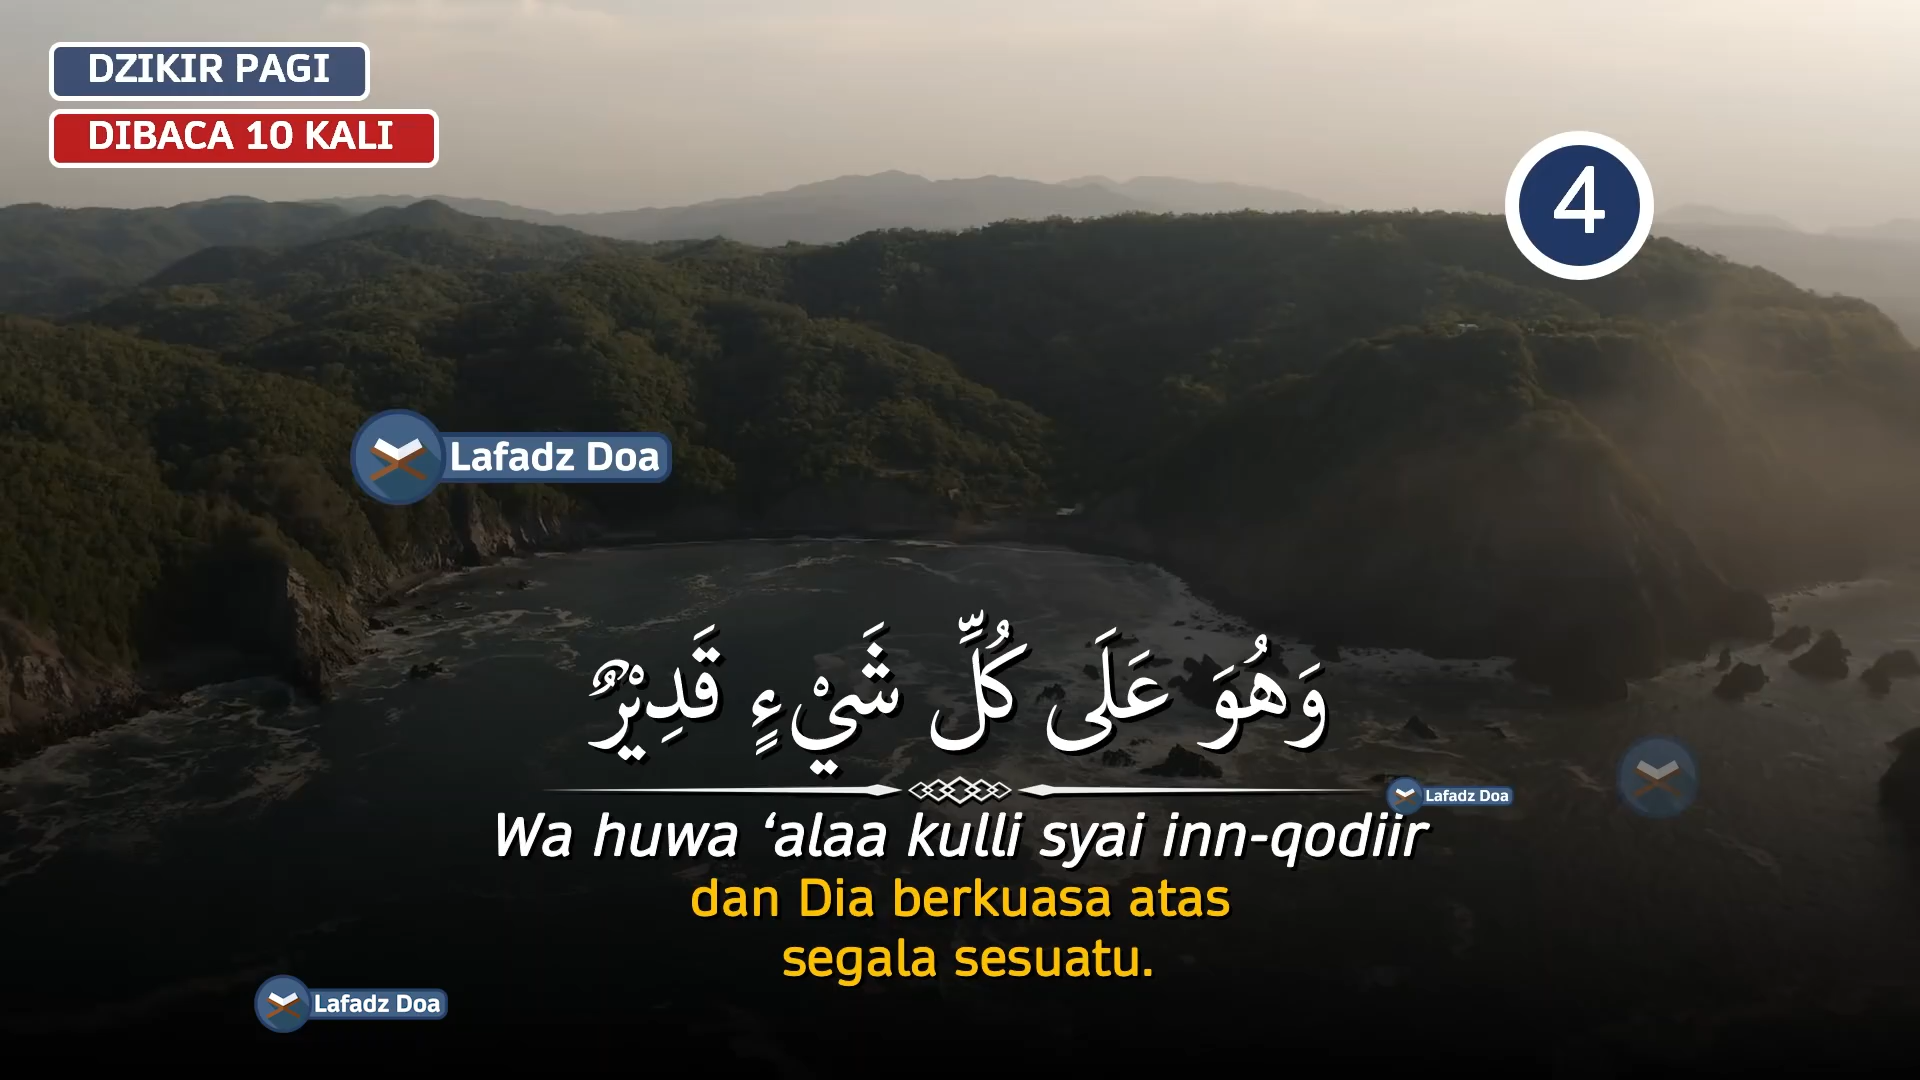 DZIKIR PAGI
DIBACA 10 KALI
4
Lafadz Doa
وَهُوَ عَلَى كُلِّ شَيْءٍ قَدِيْرٌ
Lafadz Doa
Wa huwa ‘alaa kulli syai inn-qodiir
dan Dia berkuasa atas
segala sesuatu.
Lafadz Doa